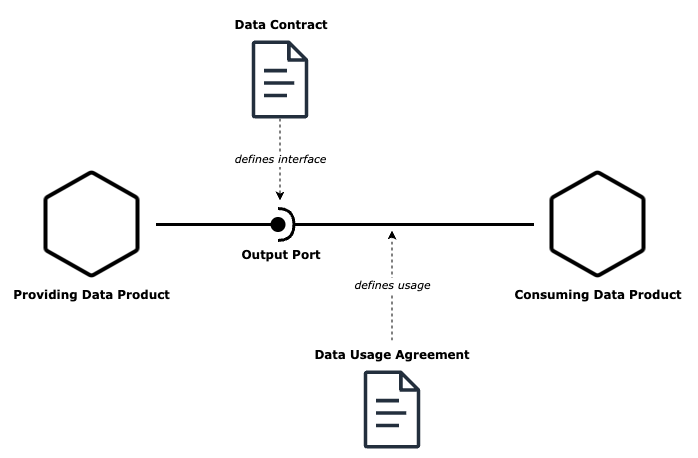 Data Contract
defines interface
Output Port
Providing Data Product
Consuming Data Product
defines usage
Data Usage Agreement